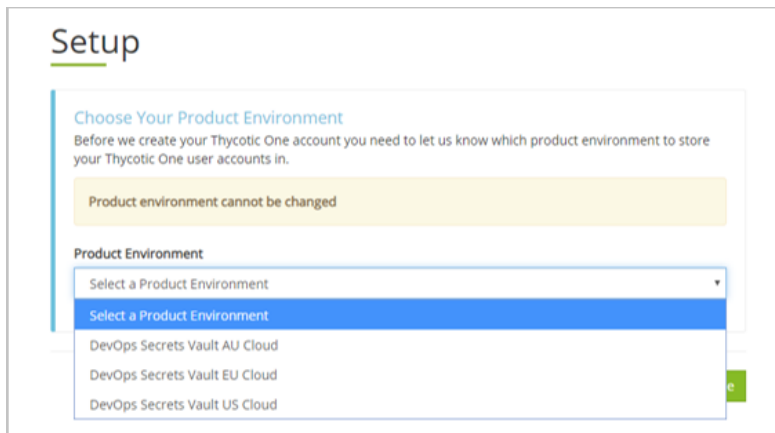 Setup
Choose Your Product Environment
Before we create your Thycotic One account you need to let us know which product environment to store
your Thycotic One user accounts in.
Product environment cannot be changed
Product Environment
Select a Product Environment
Select a Product Environment
DevOps Secrets Vault AU Cloud
DevOps Secrets Vault EU Cloud
DevOps Secrets Vault US Cloud